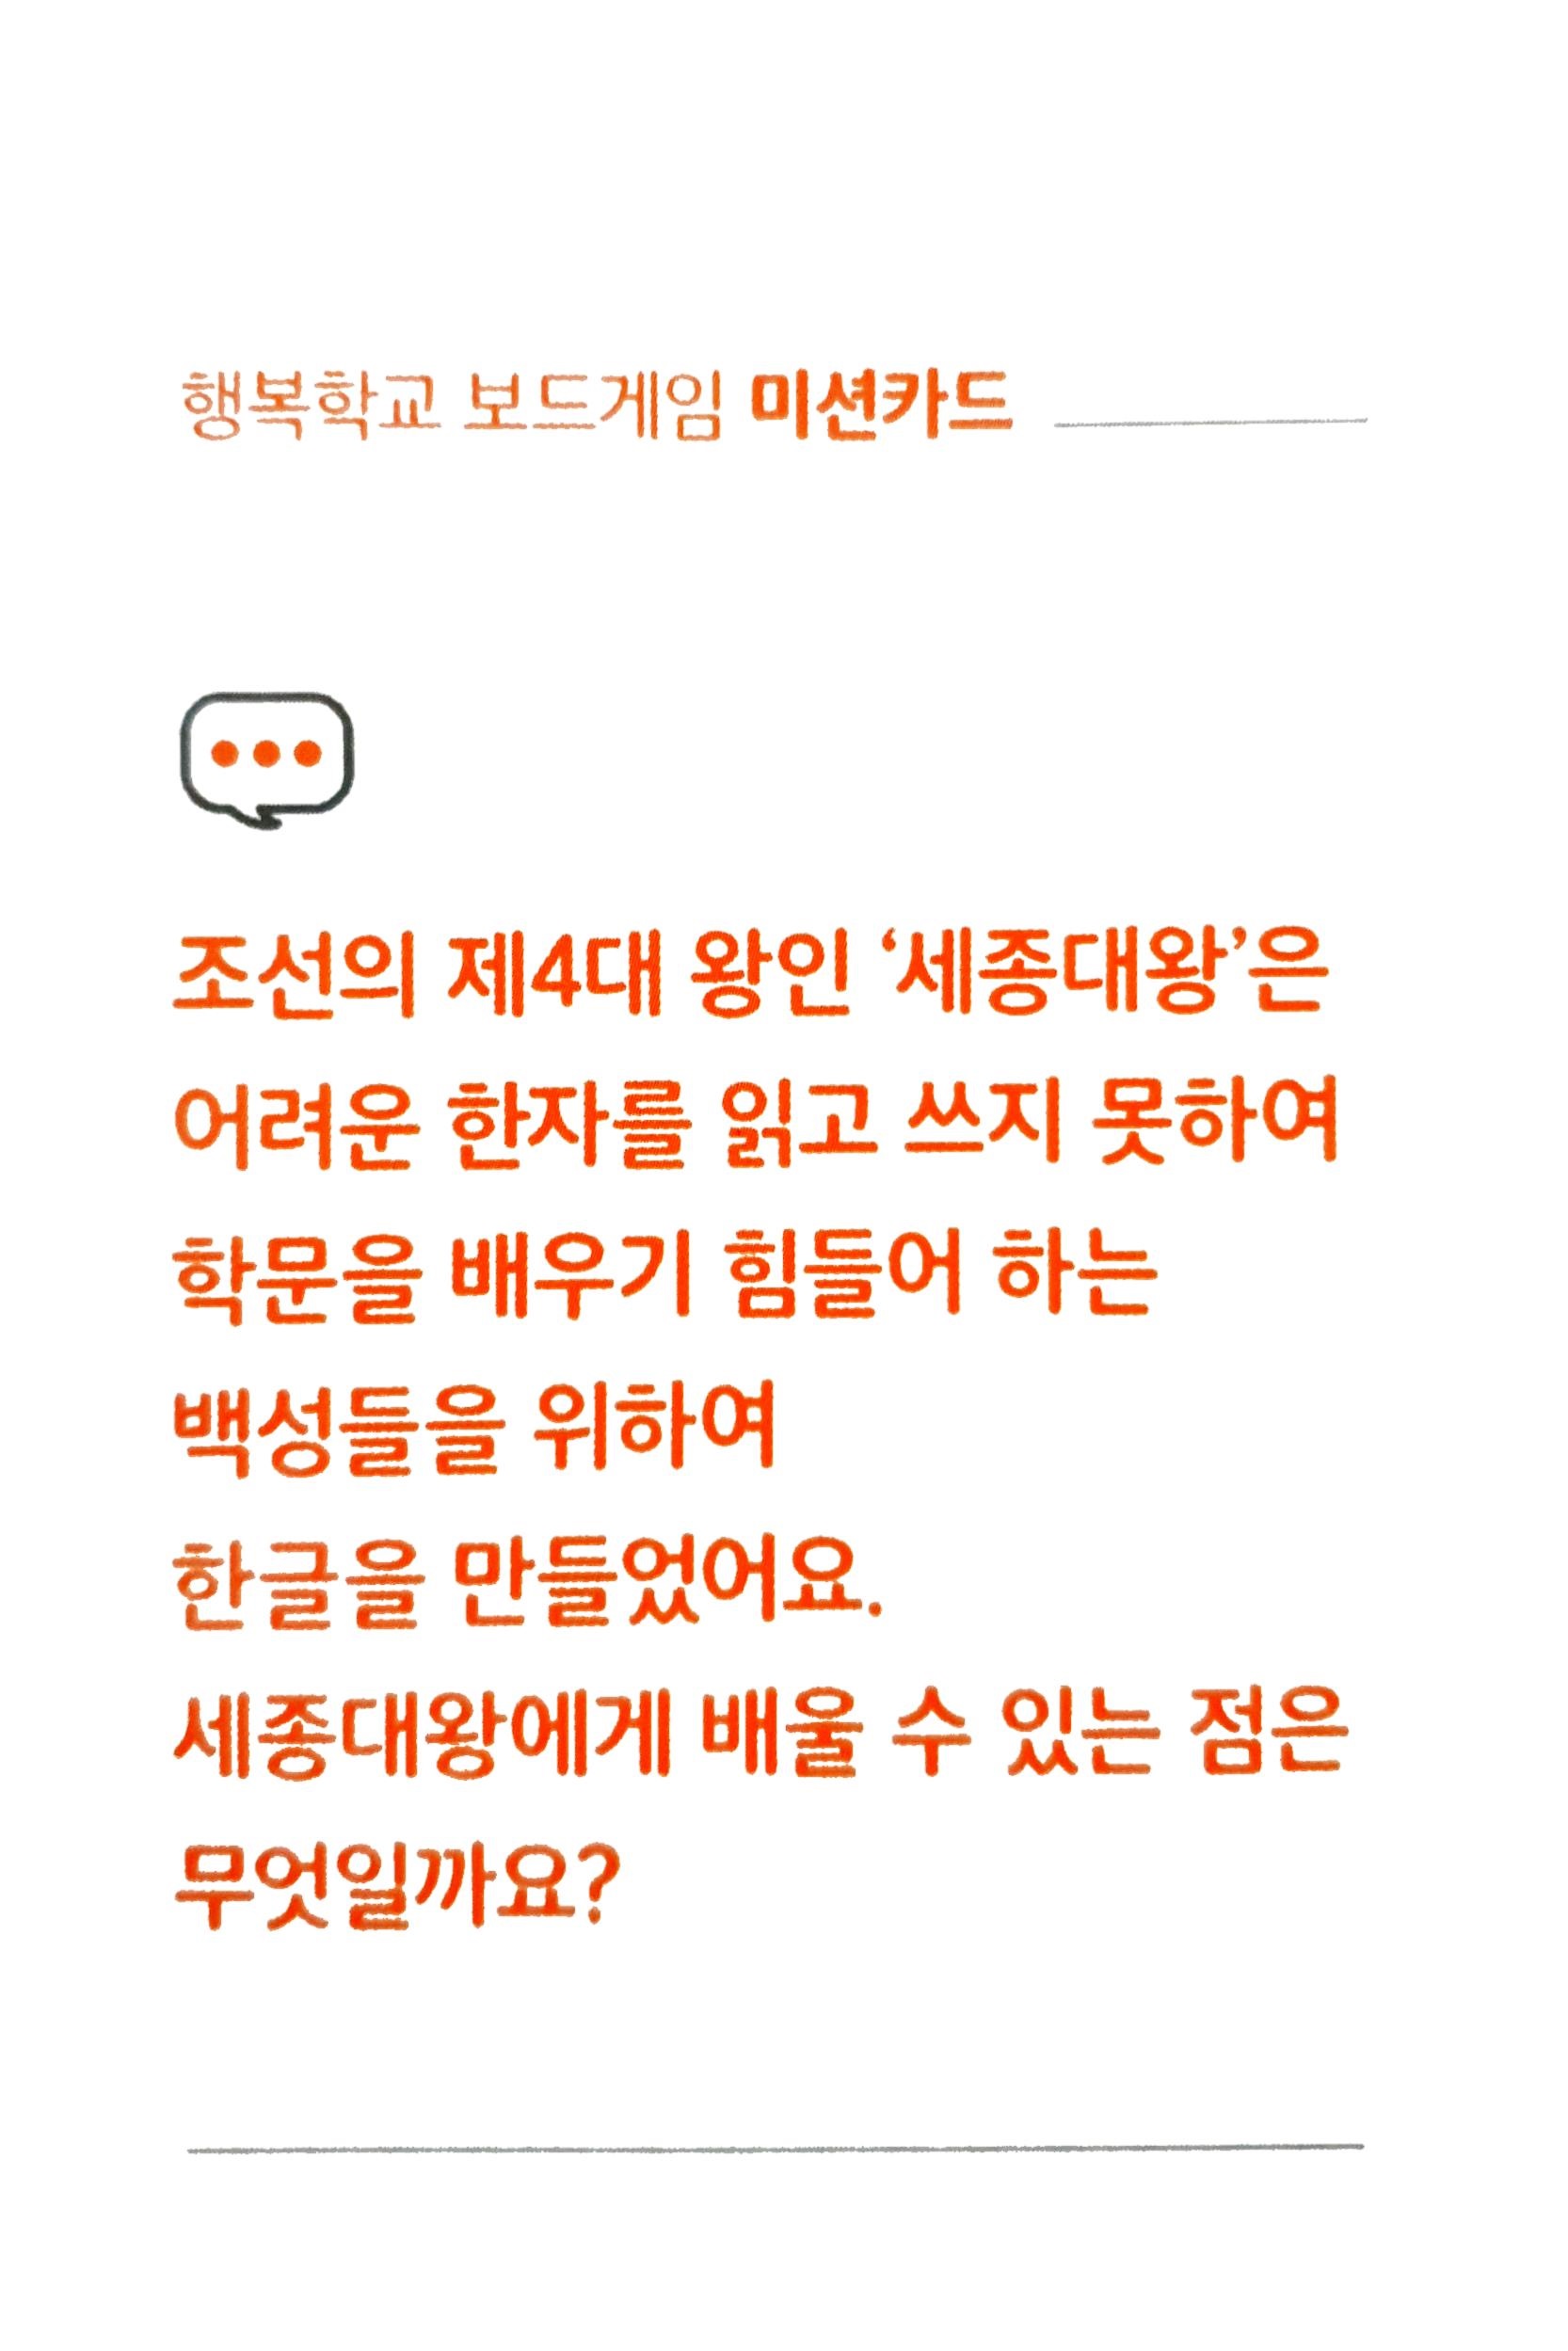 행복학교 보드게임 미션카드
조선의 제4대 왕인 ‘세종대왕’은
어려운 한자를 읽고 쓰지 못하여
학문을 배우기 힘들어 하는
백성들을 위하여
한글을 만들었어요.
세종대왕에게 배울 수 있는 점은
무엇일까요?